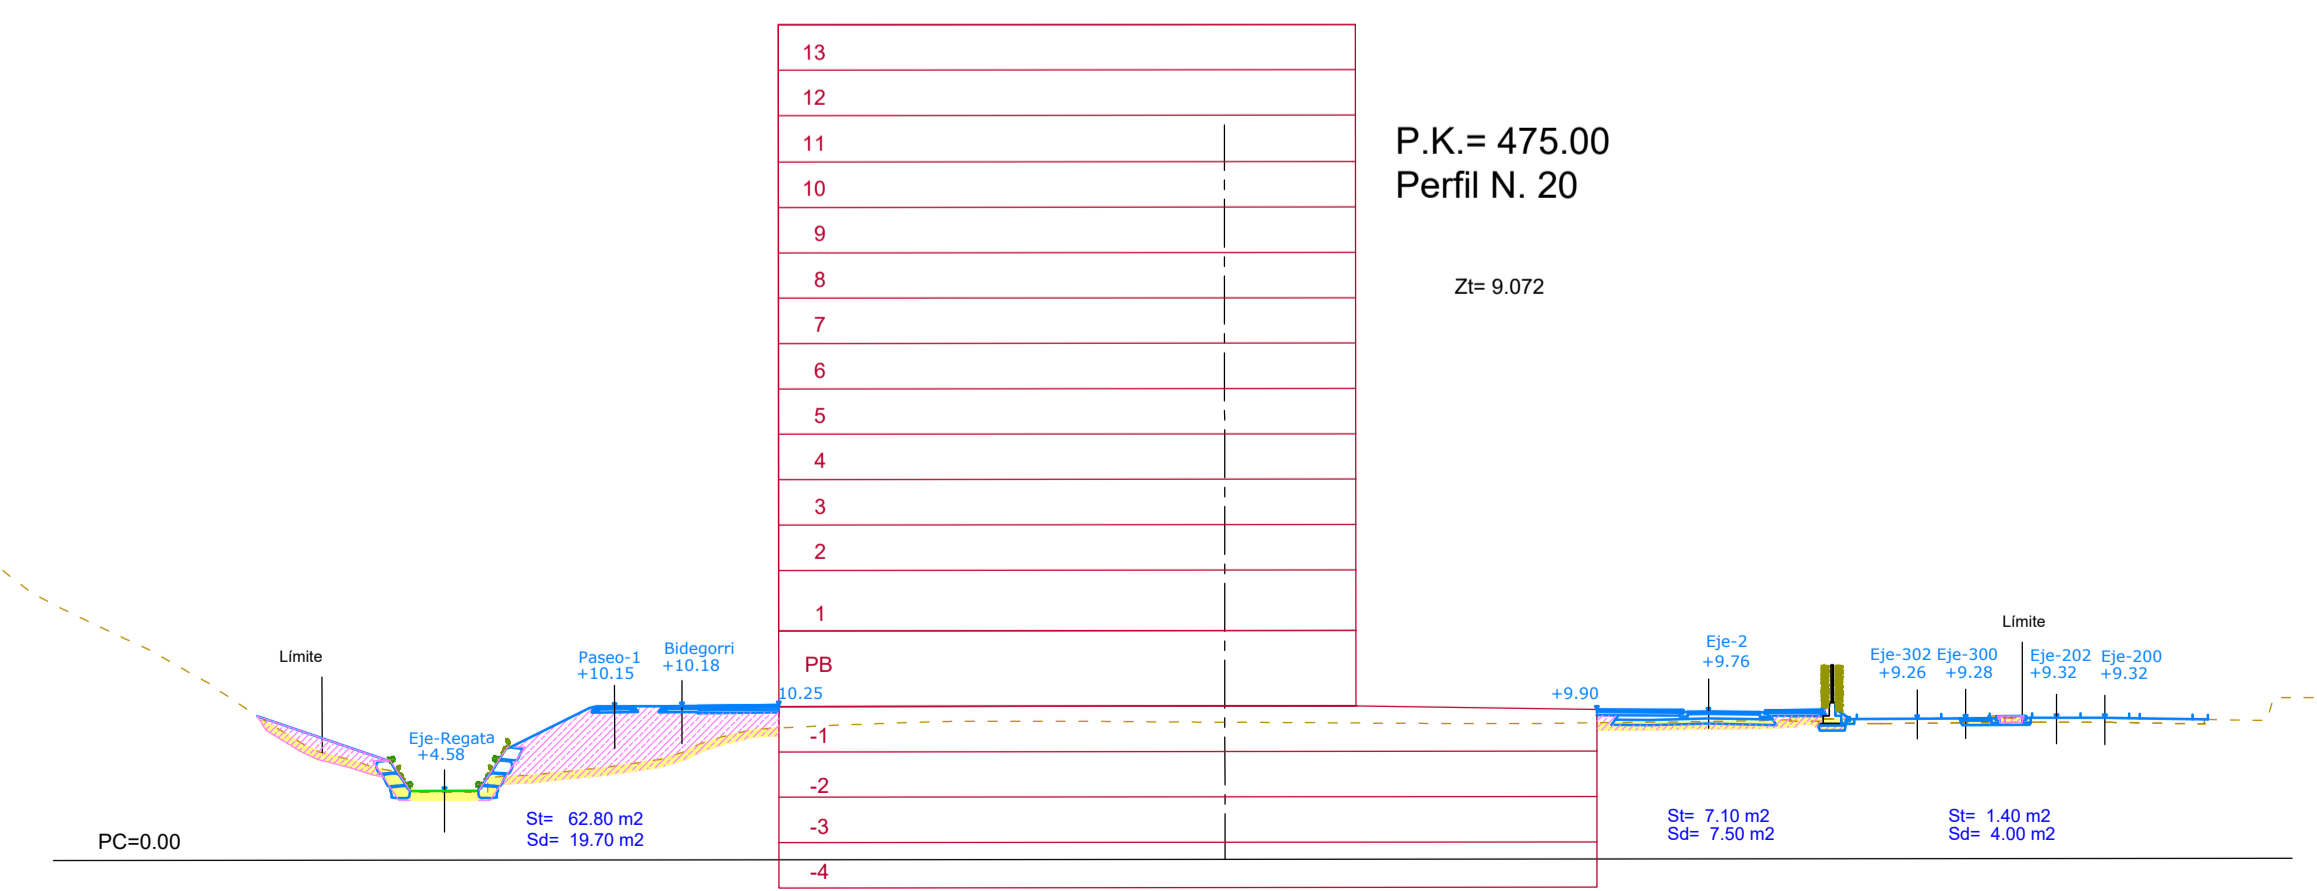 13
12
11
10
9
8
7
6
5
4
3
2
1
PB
-1
-2
-3
-4
P.K.= 475.00
Perfil N. 20
Zt= 9.072
Límite
Eje-Regata
+4.58
Paseo-1
+10.15
Bidegorri
+10.18
10.25
+9.90
Eje-2
+9.76
Eje-302
+9.26
Eje-300
+9.28
Límite
Eje-202
+9.32
Eje-200
+9.32
St= 62.80 m2
Sd= 19.70 m2
St= 7.10 m2
Sd= 7.50 m2
St= 1.40 m2
Sd= 4.00 m2
PC=0.00